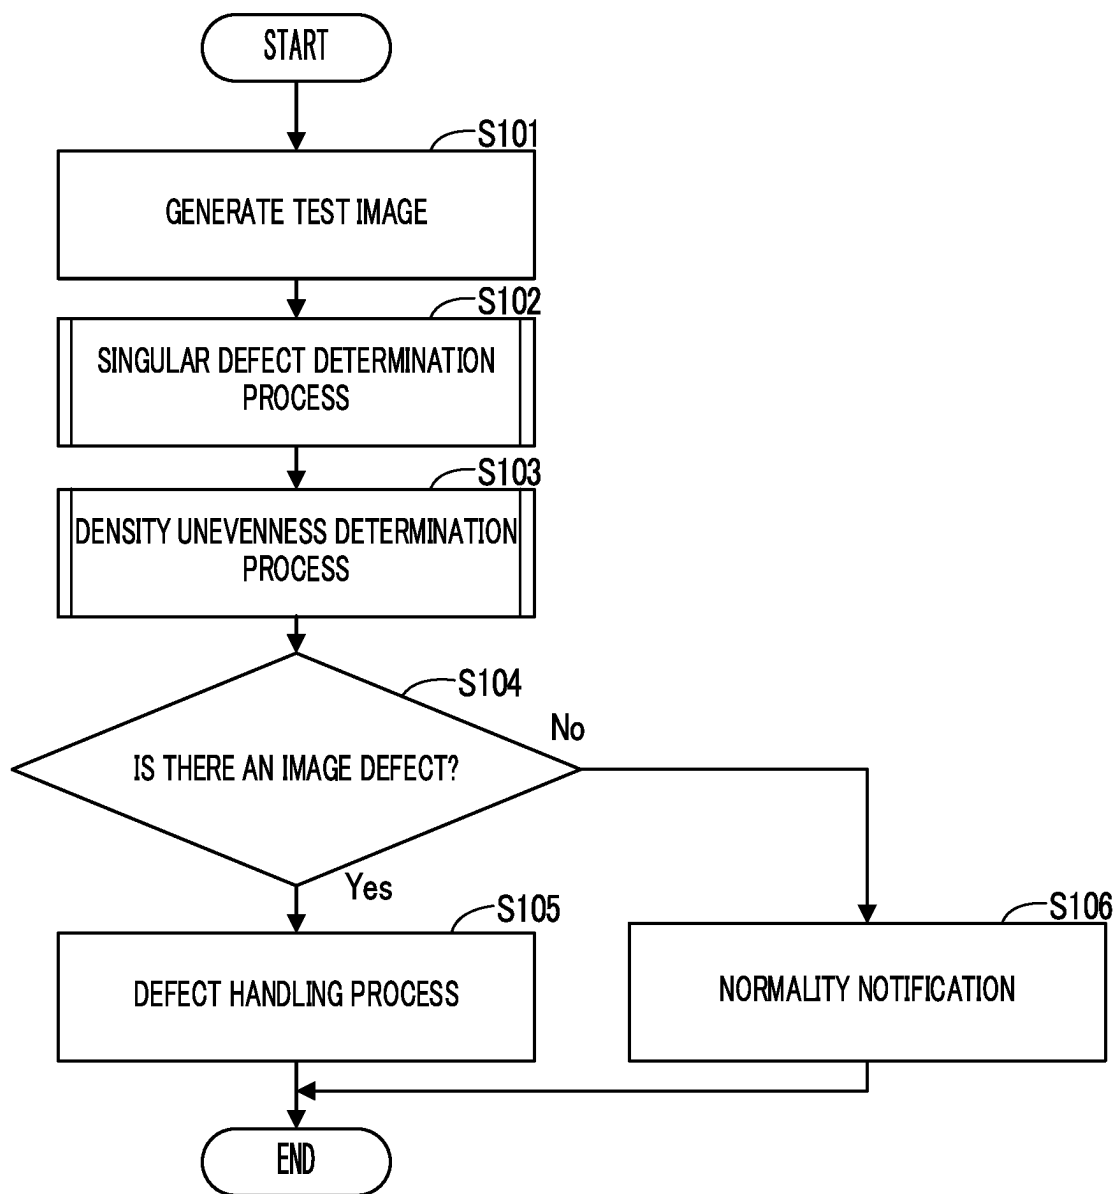 START
S101
GENERATE TEST IMAGE
S102
SINGULAR DEFECT DETERMINATION
PROCESS
S103
DENSITY UNEVENNESS DETERMINATION
PROCESS
S104
No
IS THERE AN IMAGE DEFECT?
Yes
S105
DEFECT HANDLING PROCESS
S106
NORMALITY NOTIFICATION
END